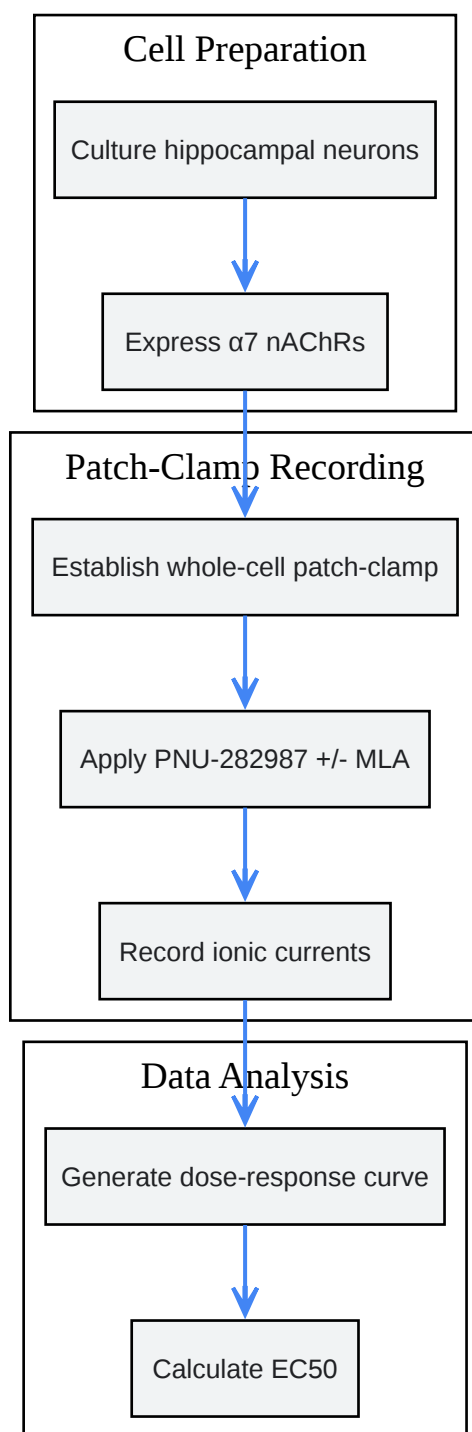 Cell Preparation
Culture hippocampal neurons
Express α7 nAChRs
Patch-Clamp Recording
Establish whole-cell patch-clamp
Apply PNU-282987 +/- MLA
Record ionic currents
Data Analysis
Generate dose-response curve
Calculate EC50